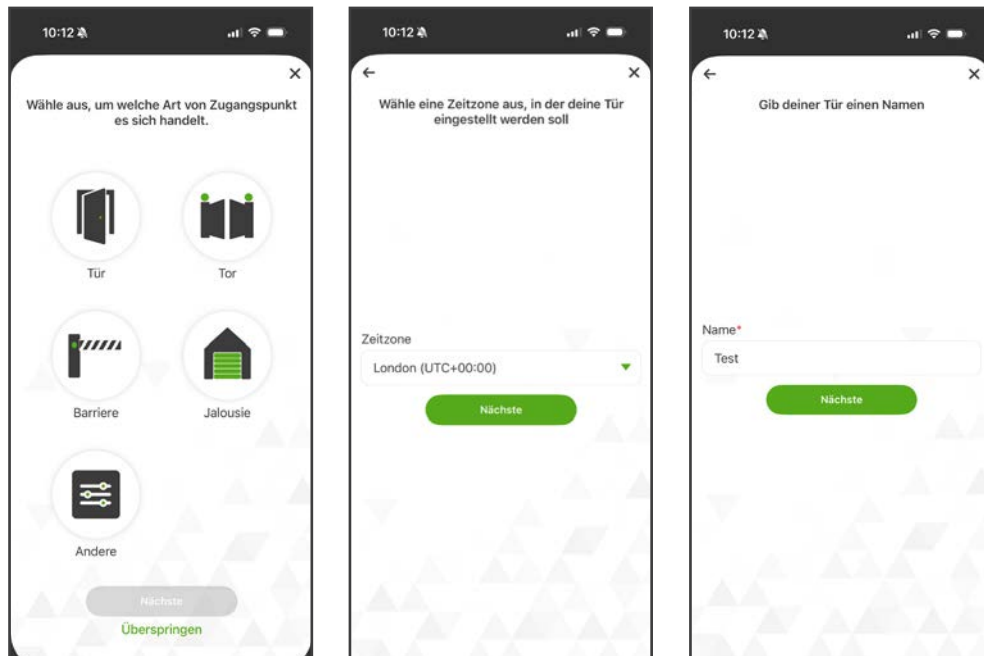 10:12
Wähle aus, um welche Art von Zugangspunkt
es sich handelt.
Tür
Tor
Barriere
Jalousie
Andere
Nächste
Überspringen
10:12
Wähle eine Zeitzone aus, in der deine Tür
eingestellt werden soll
Zeitzone
London (UTC+00:00)
Nächste
10:12
Gib deiner Tür einen Namen
Name*
Test
Nächste